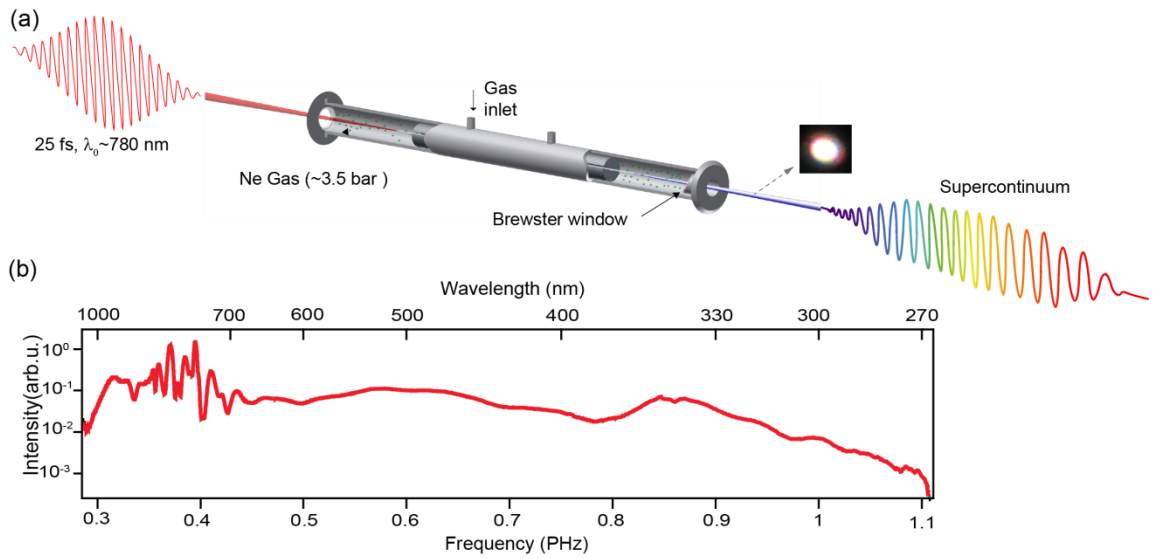 (a)
25 fs, λ₀~780 nm
Gas
inlet
Ne Gas (~3.5 bar )
Brewster window
Supercontinuum
(b)
Wavelength (nm)
1000 700 600 500 400 330 300 270
Intensity(arb.u.)
10⁰
10⁻¹
10⁻²
10⁻³
0.3 0.4 0.5 0.6 0.7 0.8 0.9 1 1.1
Frequency (PHz)